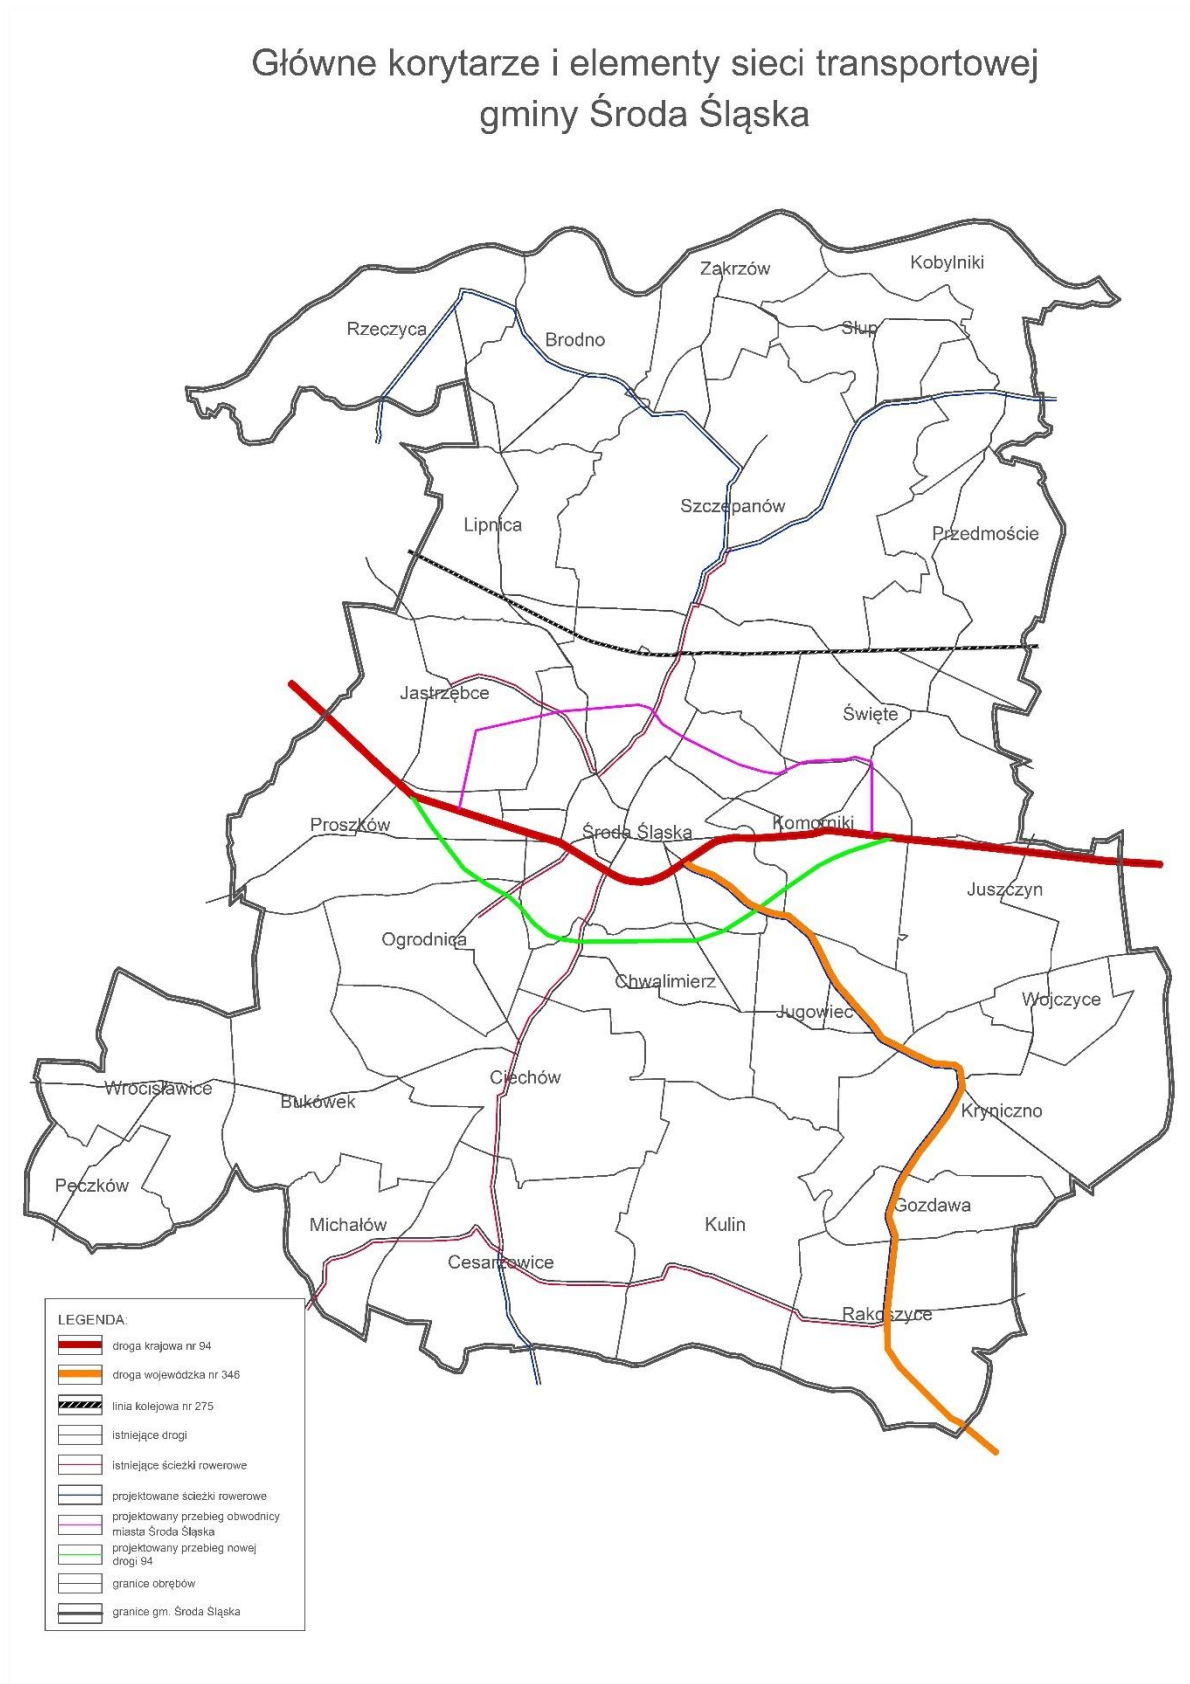 Główne korytarze i elementy sieci transportowej
gminy Środa Śląska
Zakrzów
Kobylniki
Rzeczyca
Brodno
Słup
Szczepanów
Lipnica
Przedmoście
Jastrzębce
Święte
Proszków
Środa Śląska
Komorniki
Juszczyn
Ogrodnica
Chwalimierz
Wojczyce
Jugowiec
Ciechów
Wrocisławice
Bukówek
Kryniczno
Pęczków
Michałów
Kulin
Gozdawa
Cesarzowice
Rakoszyce
LEGENDA:
droga krajowa nr 94
droga wojewódzka nr 346
linia kolejowa nr 275
istniejące drogi
istniejące ścieżki rowerowe
projektowane ścieżki rowerowe
projektowany przebieg obwodnicy
miasta Środa Śląska
projektowany przebieg nowej
drogi 94
granice obrębów
granice gm. Środa Śląska